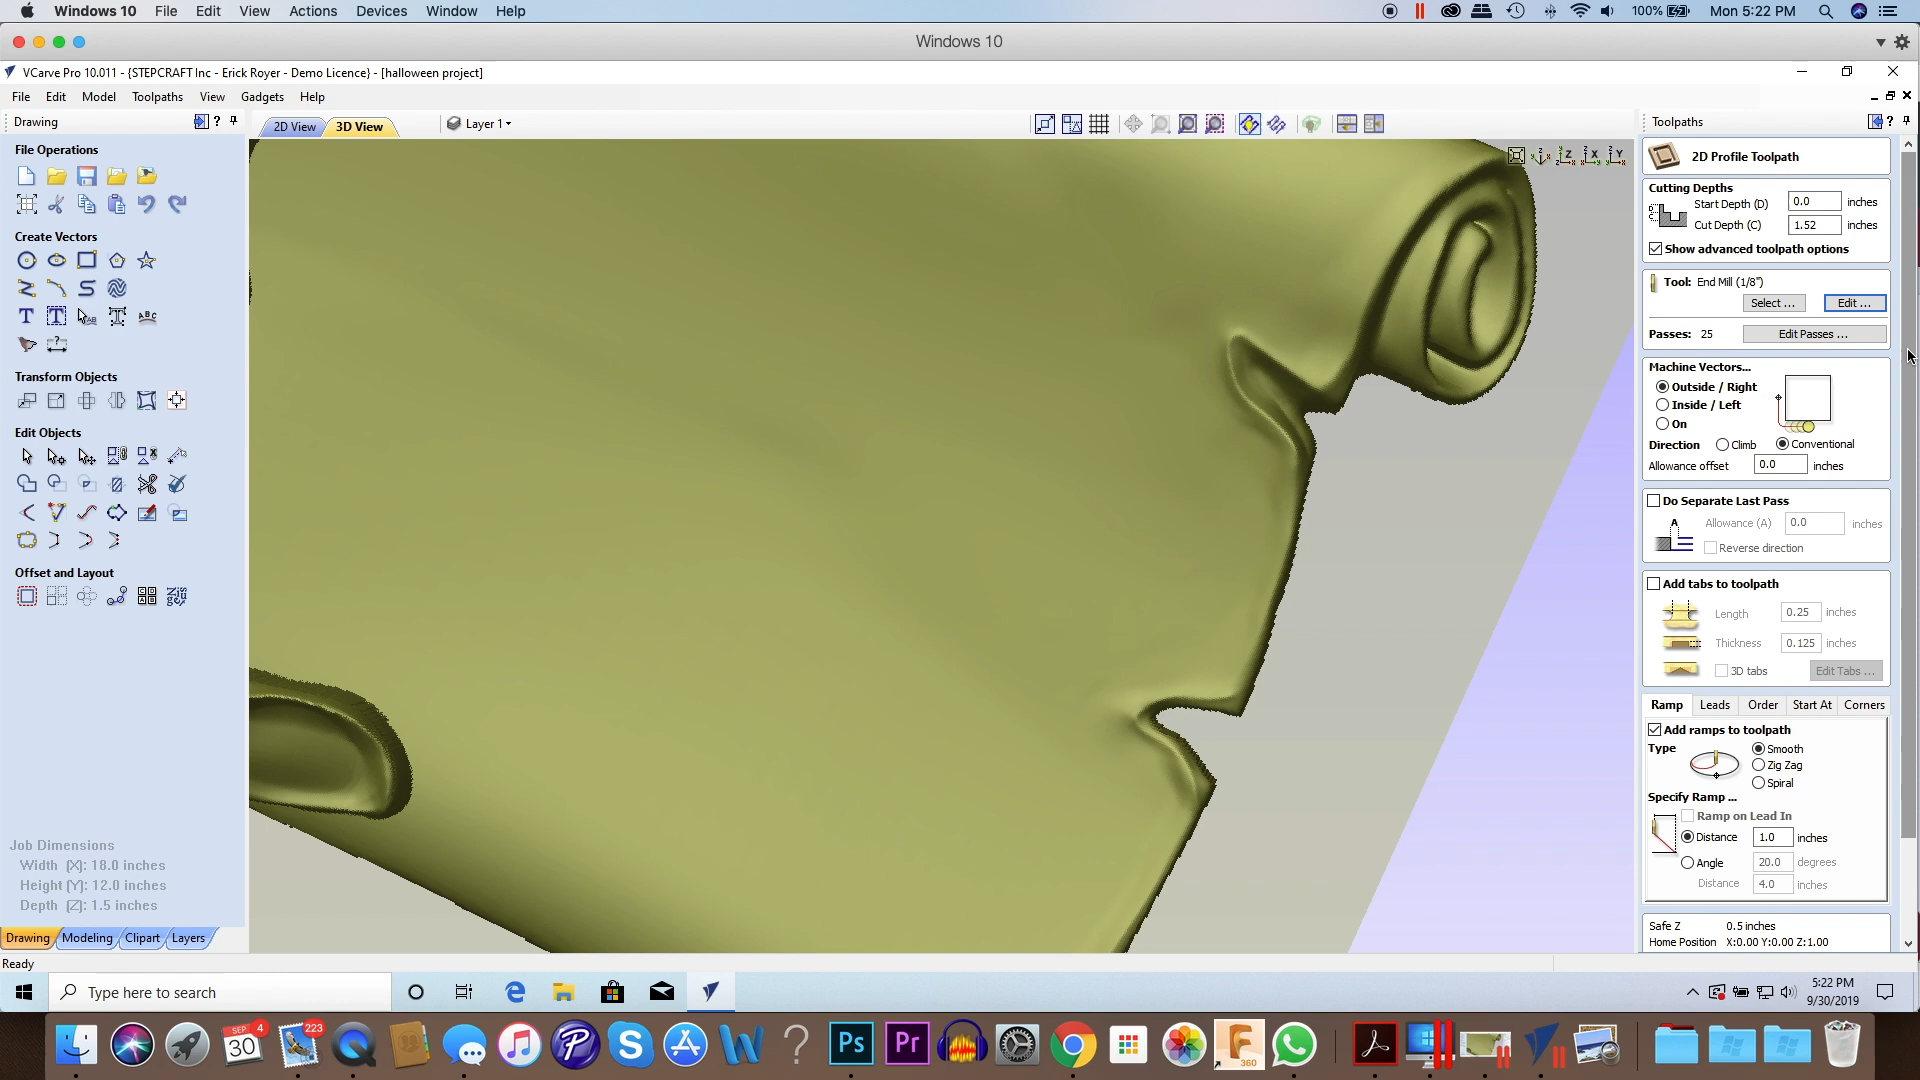 Windows 10 File Edit View Actions Devices Window Help 100% Mon 5:22 PM
Windows 10
VCarve Pro 10.011 - {STEPCRAFT Inc - Erick Royer - Demo Licence} - [halloween project]
File Edit Model Toolpaths View Gadgets Help
Drawing
2D View 3D View Layer 1
Toolpaths
File Operations
Create Vectors
Transform Objects
Edit Objects
Offset and Layout
Job Dimensions
Width (X): 18.0 inches
Height (Y): 12.0 inches
Depth (Z): 1.5 inches
Drawing Modeling Clipart Layers
Ready
2D Profile Toolpath
Cutting Depths
Start Depth (D) 0.0 inches
Cut Depth (C) 1.52 inches
Show advanced toolpath options
Tool: End Mill (1/8")
Select ... Edit ...
Passes: 25 Edit Passes ...
Machine Vectors...
Outside / Right
Inside / Left
On
Direction Climb Conventional
Allowance offset 0.0 inches
Do Separate Last Pass
Allowance (A) 0.0 inches
Reverse direction
Add tabs to toolpath
Length 0.25 inches
Thickness 0.125 inches
3D tabs Edit Tabs ...
Ramp Leads Order Start At Corners
Add ramps to toolpath
Type Smooth
Zig Zag
Spiral
Specify Ramp ...
Ramp on Lead In
Distance 1.0 inches
Angle 20.0 degrees
Distance 4.0 inches
Safe Z 0.5 inches
Home Position X:0.00 Y:0.00 Z:1.00
Type here to search
5:22 PM
9/30/2019
SEP 4
30
223
Ps
Pr
360